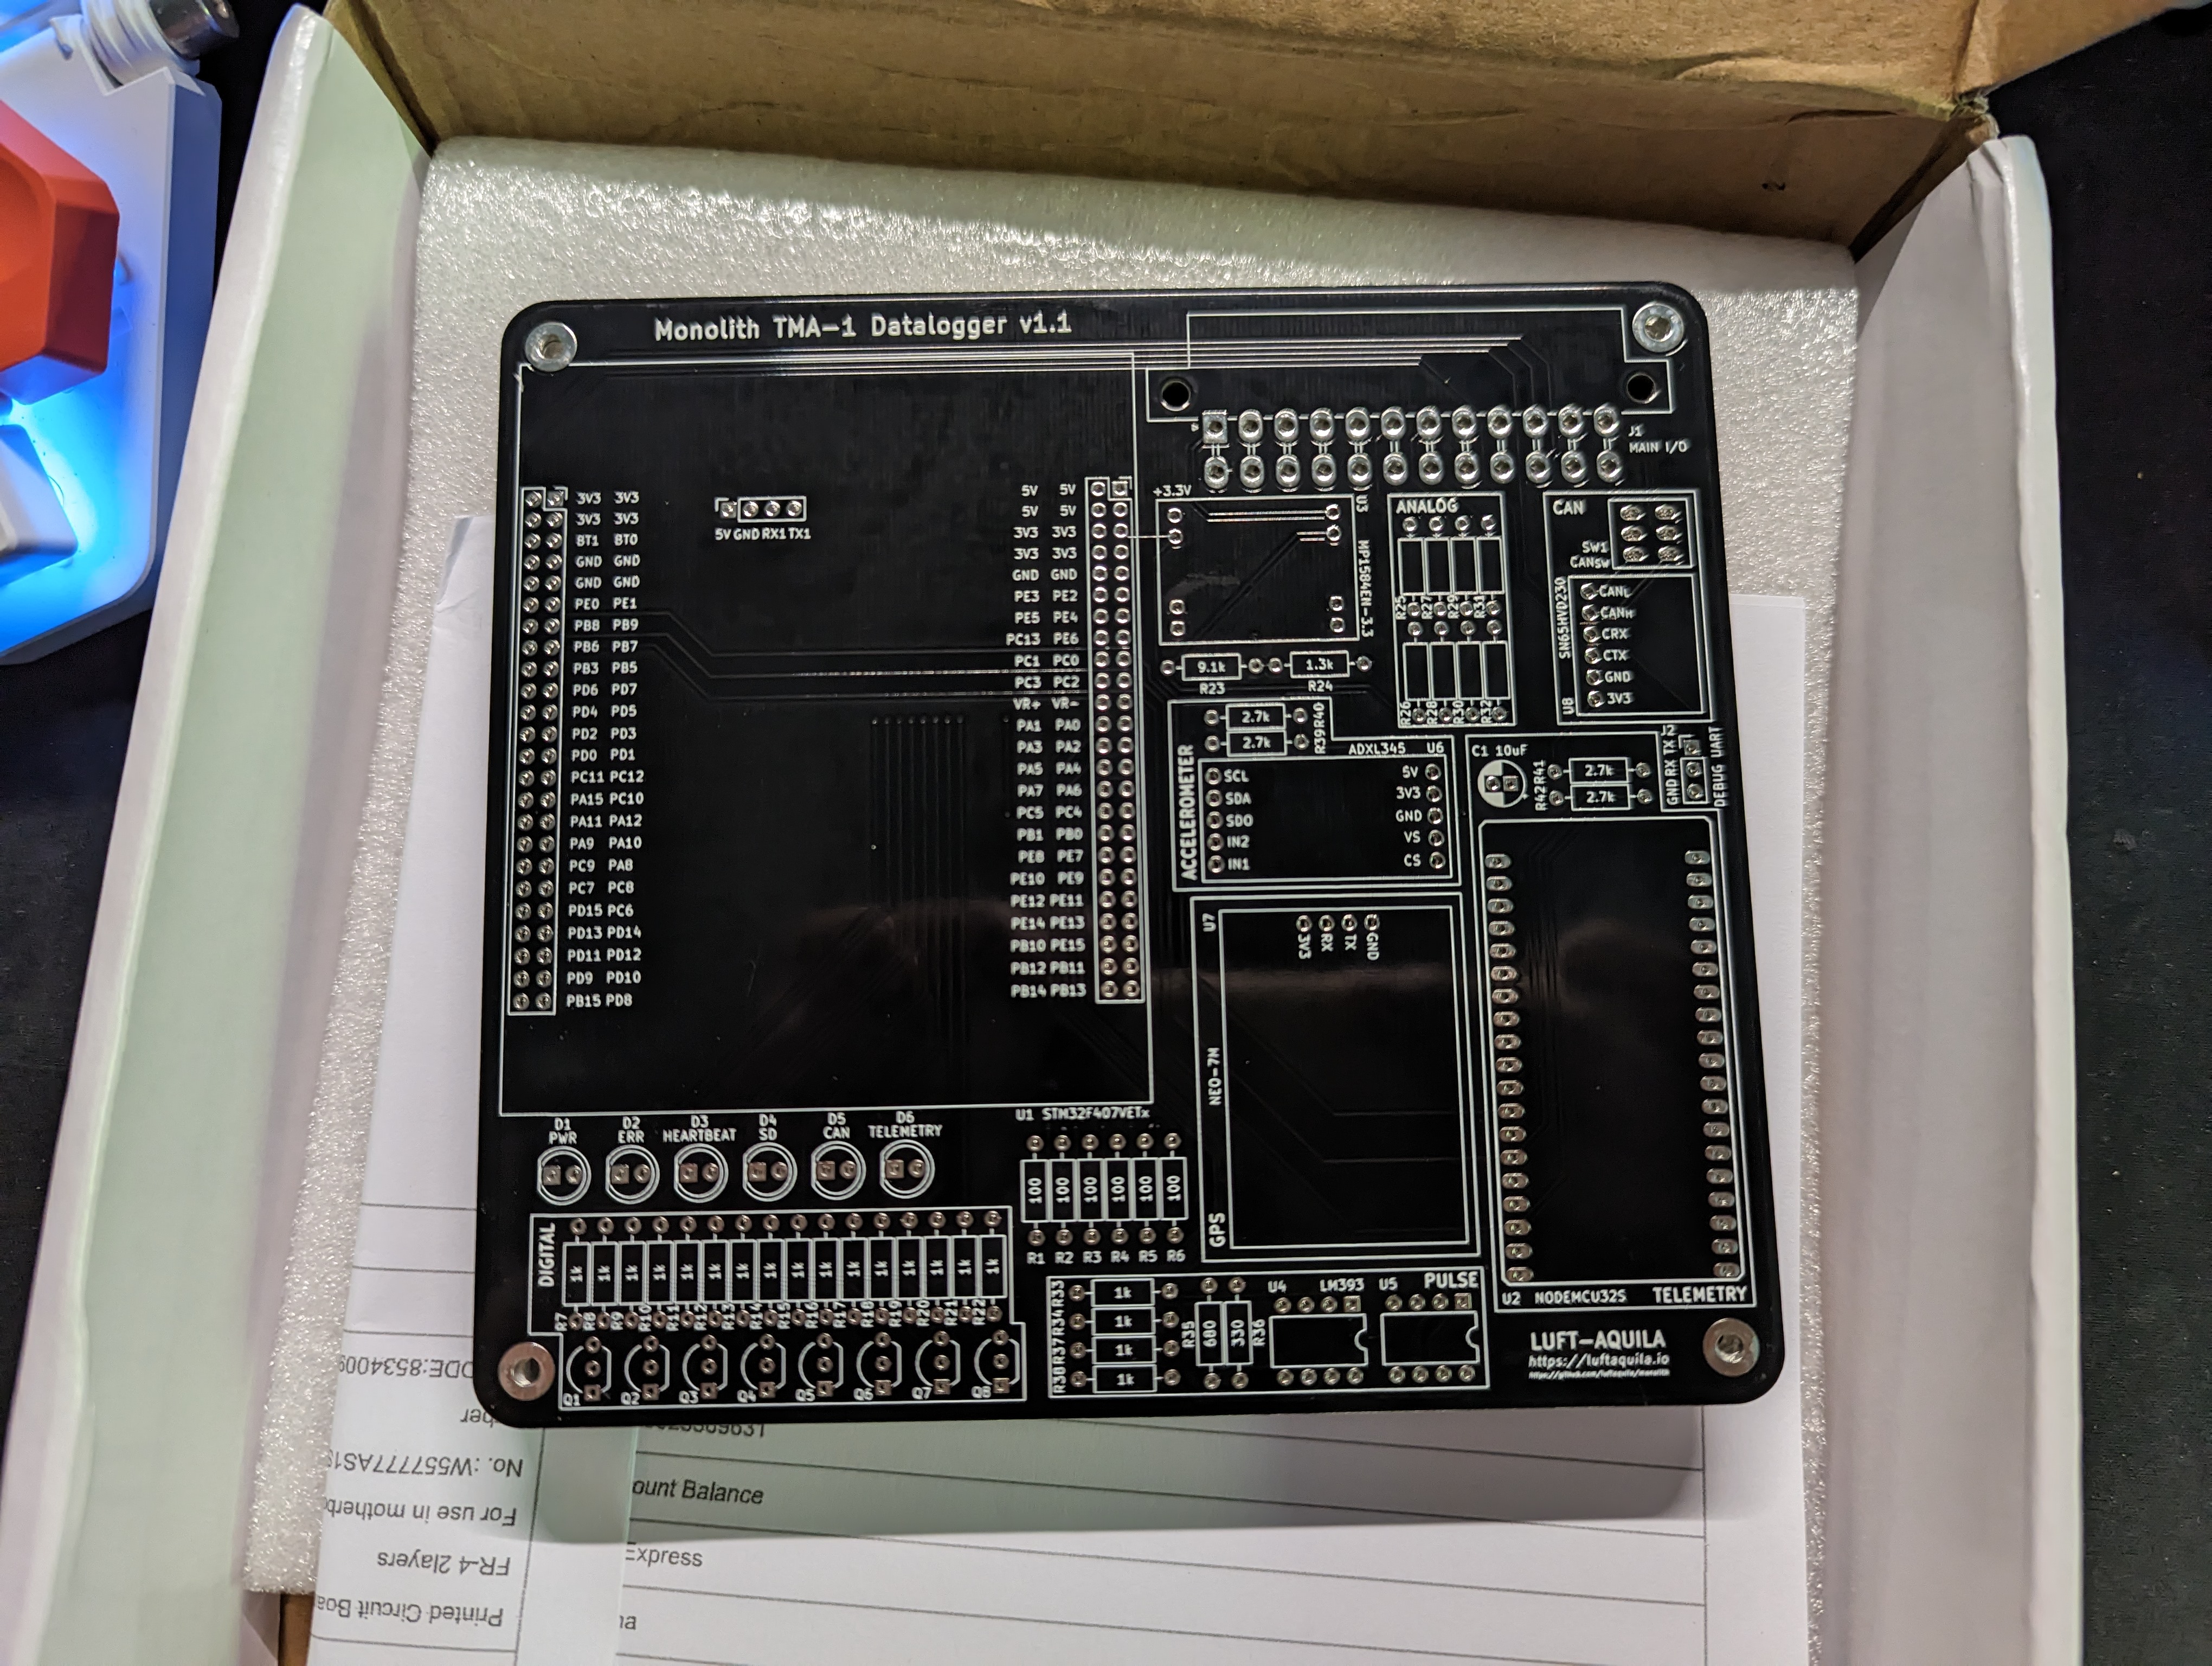 Monolith TMA-1 Datalogger v1.1
J1
MAIN I/O
3V3 3V3
3V3 3V3
BT1 BT0
GND GND
GND GND
PE0 PE1
PB8 PB9
PB6 PB7
PB3 PB5
PD6 PD7
PD4 PD5
PD2 PD3
PD0 PD1
PC11 PC12
PA15 PC10
PA11 PA12
PA9 PA10
PC9 PA8
PC7 PC8
PD15 PC6
PD13 PD14
PD11 PD12
PD9 PD10
PB15 PD8
5V GND RX1 TX1
5V 5V
5V
3V3 3V3
3V3 3V3
GND GND
PE3 PE2
PE5 PE4
PC13 PE6
PC1 PC0
PC3 PC2
VR+ VR-
PA1 PA0
PA3 PA2
PA5 PA4
PA7 PA6
PC5 PC4
PB1 PB0
PE8 PE7
PE10 PE9
PE12 PE11
PE14 PE13
PB10 PE15
PB12 PB11
PB14 PB13
U1 STM32F407VETx
+3.3V
U3
MP1584EN-3.3
9.1k 1.3k
R23 R24
ANALOG
R25 R27 R29 R31
R26 R28 R30 R32
CAN
SW1
CANSW
SN65HVD230
CANL
CANH
CRX
CTX
GND
3V3
U8
2.7k
2.7k
R39 R40
ACCELEROMETER
ADXL345 U6
SCL
SDA
SDO
IN2
IN1
5V
3V3
GND
VS
CS
C1 10uF
R42 R41
2.7k
2.7k
J2
GND RX TX
DEBUG UART
U7
3V3 RX TX GND
NEO-7M
GPS
U2 NODEMCU32S TELEMETRY
D1 D2 D3 D4 D5 D6
PWR ERR HEARTBEAT SD CAN TELEMETRY
100 100 100 100 100 100
R1 R2 R3 R4 R5 R6
DIGITAL
1k 1k 1k 1k 1k 1k 1k 1k 1k 1k 1k 1k 1k 1k 1k 1k
R7 R8 R9 R10 R11 R12 R13 R14 R15 R16 R17 R18 R19 R20 R21 R22
Q1 Q2 Q3 Q4 Q5 Q6 Q7 Q8
R38 R37 R34 R33
1k
1k
1k
1k
R35 680 330 R36
U4 LM393 U5 PULSE
LUFT-AQUILA
https://luftaquila.io
https://github.com/luftaquila/monolith
ount Balance
Express
na
Printed Circuit Boa
FR-4 2layers
For use in motherb
No. :W557777AS1
ber